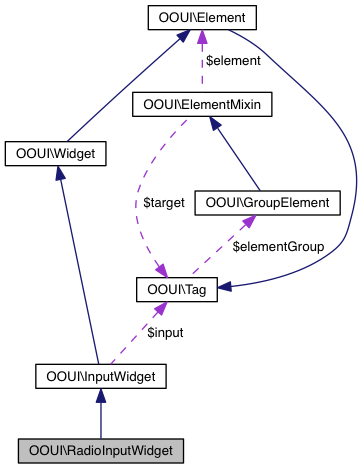 OOUI\Element
$element
OOUI\ElementMixin
OOUI\Widget
$target
OOUI\GroupElement
$elementGroup
OOUI\Tag
$input
OOUI\InputWidget
OOUI\RadioInputWidget